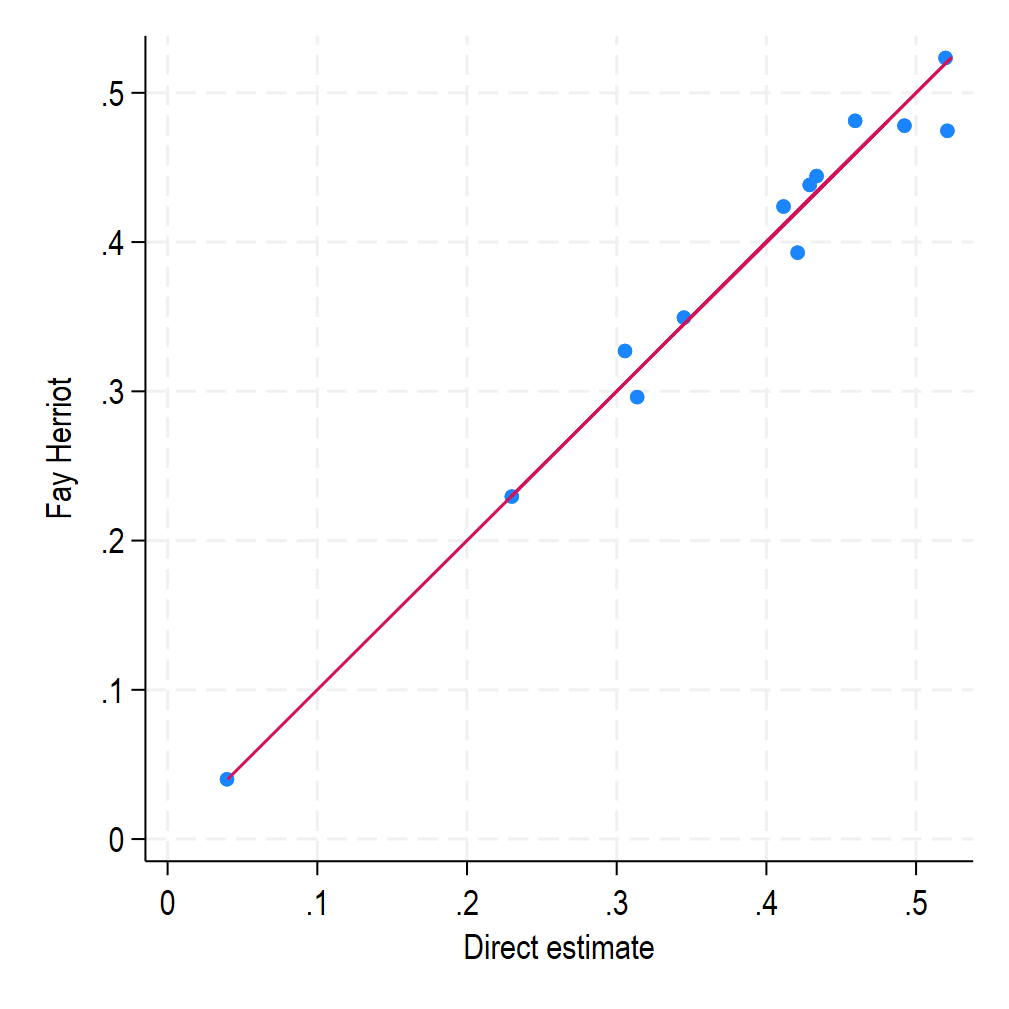 .5
.4
.3
.2
.1
0
Fay Herriot
0 .1 .2 .3 .4 .5
Direct estimate